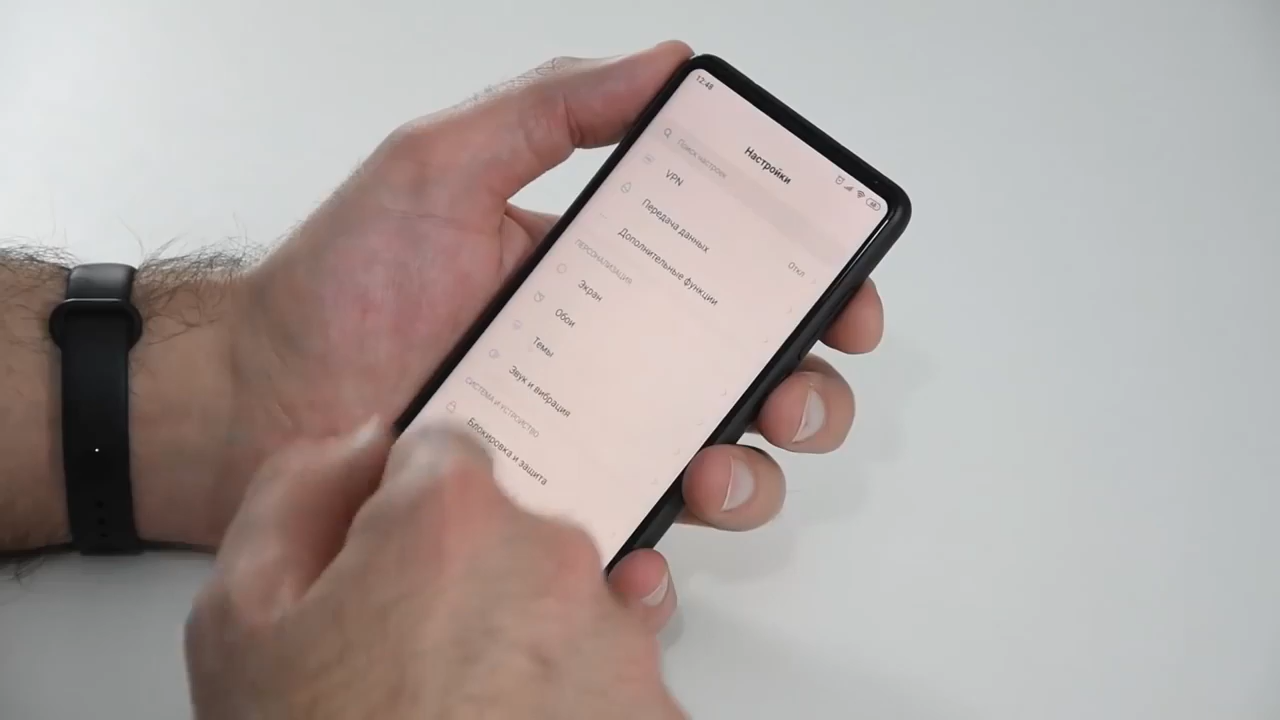 12:48
Настройки
Поиск настроек
VPN
Откл
Передача данных
Дополнительные функции
ПЕРСОНАЛИЗАЦИЯ
Экран
Обои
Темы
Звук и вибрация
СИСТЕМА И УСТРОЙСТВО
Блокировка и защита